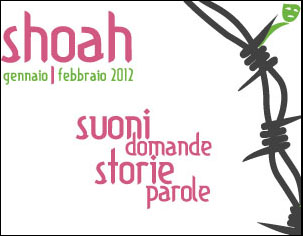 shoah
gennaio|febbraio 2012
suoni
domande
storie
parole